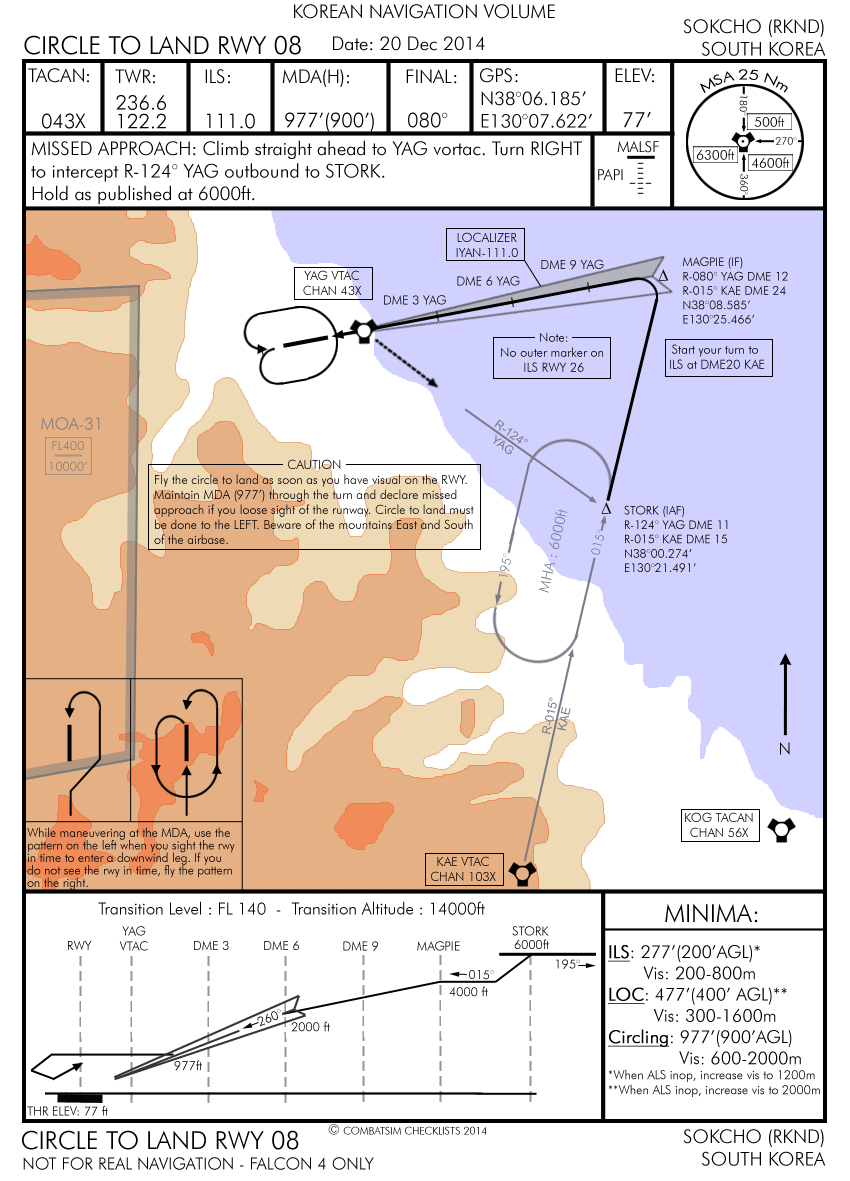 KOREAN NAVIGATION VOLUME
CIRCLE TO LAND RWY 08
Date: 20 Dec 2014
SOKCHO (RKND)
SOUTH KOREA
TACAN:
043X
TWR:
236.6
122.2
ILS:
111.0
MDA(H):
977'(900')
FINAL:
080°
GPS:
N38°06.185'
E130°07.622'
ELEV:
77'
MSA 25 Nm
180°
500ft
270°
6300ft
4600ft
360°
MISSED APPROACH: Climb straight ahead to YAG vortac. Turn RIGHT
to intercept R-124° YAG outbound to STORK.
Hold as published at 6000ft.
MALSF
PAPI
LOCALIZER
IYAN-111.0
YAG VTAC
CHAN 43X
DME 3 YAG
DME 6 YAG
DME 9 YAG
Δ
MAGPIE (IF)
R-080° YAG DME 12
R-015° KAE DME 24
N38°08.585'
E130°25.466'
Note:
No outer marker on
ILS RWY 26
Start your turn to
ILS at DME20 KAE
MOA-31
FL400
10000'
R-124°
YAG
CAUTION
Fly the circle to land as soon as you have visual on the RWY.
Maintain MDA (977') through the turn and declare missed
approach if you loose sight of the runway. Circle to land must
be done to the LEFT. Beware of the mountains East and South
of the airbase.
195°
MHA : 6000ft
015°
Δ
STORK (IAF)
R-124° YAG DME 11
R-015° KAE DME 15
N38°00.274'
E130°21.491'
R-015°
KAE
N
While maneuvering at the MDA, use the
pattern on the left when you sight the rwy
in time to enter a downwind leg. If you
do not see the rwy in time, fly the pattern
on the right.
KOG TACAN
CHAN 56X
KAE VTAC
CHAN 103X
Transition Level : FL 140 - Transition Altitude : 14000ft
RWY
YAG
VTAC
DME 3
DME 6
DME 9
MAGPIE
STORK
6000ft
195°
015°
4000 ft
260°
2000 ft
977ft
THR ELEV: 77 ft
MINIMA:
ILS: 277'(200'AGL)*
Vis: 200-800m
LOC: 477'(400' AGL)**
Vis: 300-1600m
Circling: 977'(900'AGL)
Vis: 600-2000m
*When ALS inop, increase vis to 1200m
**When ALS inop, increase vis to 2000m
CIRCLE TO LAND RWY 08
NOT FOR REAL NAVIGATION - FALCON 4 ONLY
© COMBATSIM CHECKLISTS 2014
SOKCHO (RKND)
SOUTH KOREA